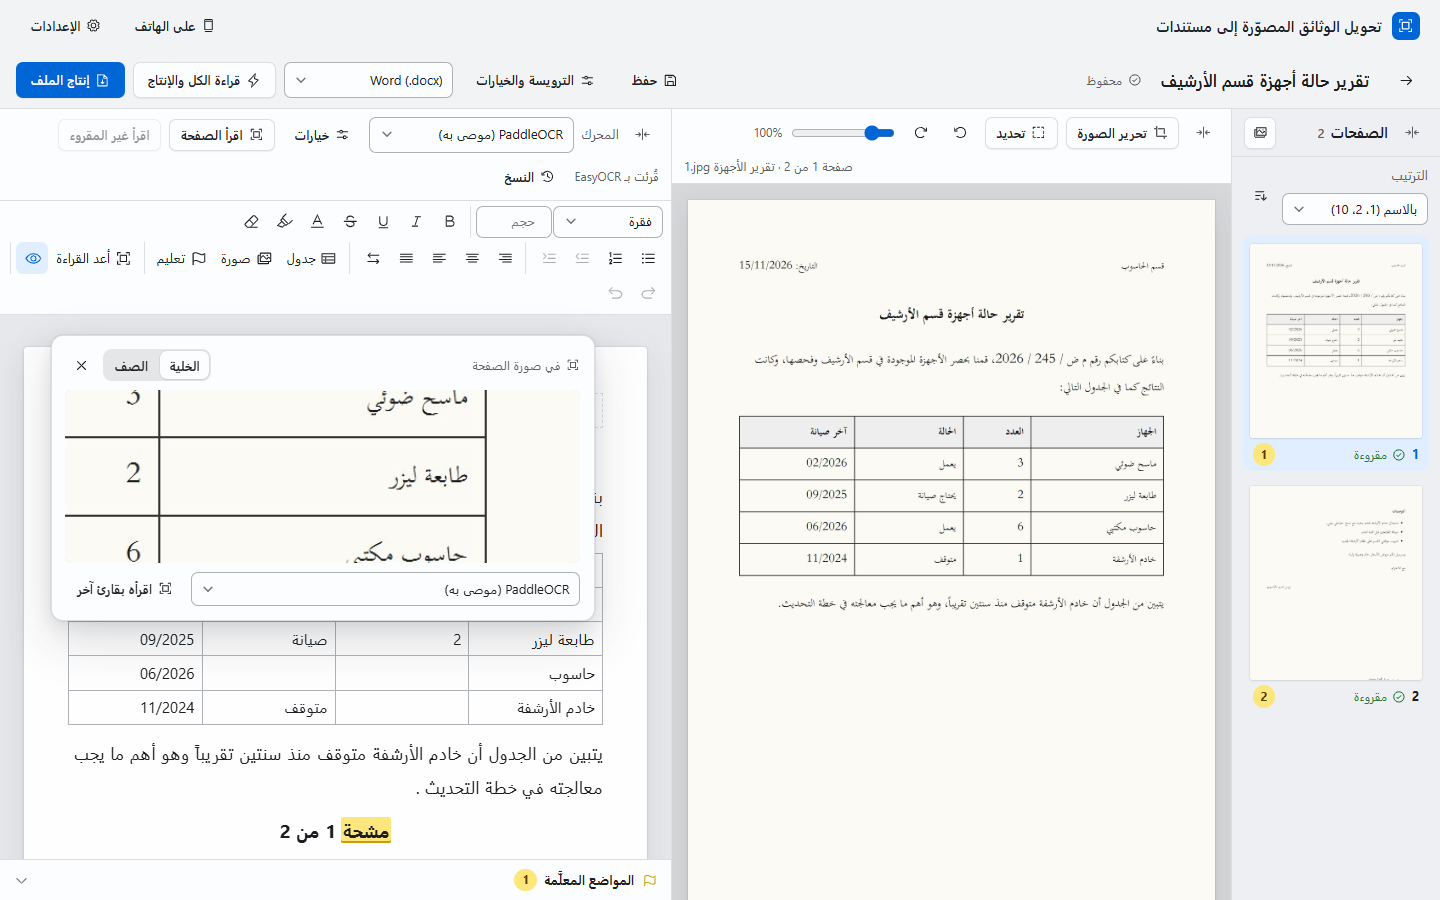 تحويل الوثائق المصوّرة إلى مستندات
على الهاتف
الإعدادات
تقرير حالة أجهزة قسم الأرشيف
محفوظ
حفظ
الترويسة والخيارات
Word (.docx)
قراءة الكل والإنتاج
إنتاج الملف
الصفحات 2
الترتيب
بالاسم (1، 2، 10)
1 مقروءة 1
2 مقروءة 2
تحرير الصورة
تحديد
100%
صفحة 1 من 2 · تقرير الأجهزة 1.jpg
قسم الحاسوب
التاريخ: 15/11/2026
تقرير حالة أجهزة قسم الأرشيف
بناءً على كتابكم رقم م ض / 245 / 2026، قمنا بحصر الأجهزة الموجودة في قسم الأرشيف وفحصها، وكانت
النتائج كما في الجدول التالي:
الجهاز العدد الحالة آخر صيانة
ماسح ضوئي 3 يعمل 02/2026
طابعة ليزر 2 يحتاج صيانة 09/2025
حاسوب مكتبي 6 يعمل 06/2026
خادم الأرشفة 1 متوقف 11/2024
يتبين من الجدول أن خادم الأرشفة متوقف منذ سنتين تقريباً، وهو أهم ما يجب معالجته في خطة التحديث.
المحرك
PaddleOCR (موصى به)
خيارات
اقرأ الصفحة
اقرأ غير المقروء
قُرئت بـ EasyOCR
النسخ
فقرة
حجم
B I U S A
جدول
صورة
تعليم
أعد القراءة
في صورة الصفحة
الخلية
الصف
ماسح ضوئي 3
طابعة ليزر 2
حاسوب مكتبي 6
PaddleOCR (موصى به)
اقرأه بقارئ آخر
طابعة ليزر 2 صيانة 09/2025
حاسوب 06/2026
خادم الأرشفة متوقف 11/2024
يتبين من الجدول أن خادم الأرشفة متوقف منذ سنتين تقريباً وهو أهم ما يجب
معالجته في خطة التحديث .
مشحة 1 من 2
المواضع المعلَّمة 1